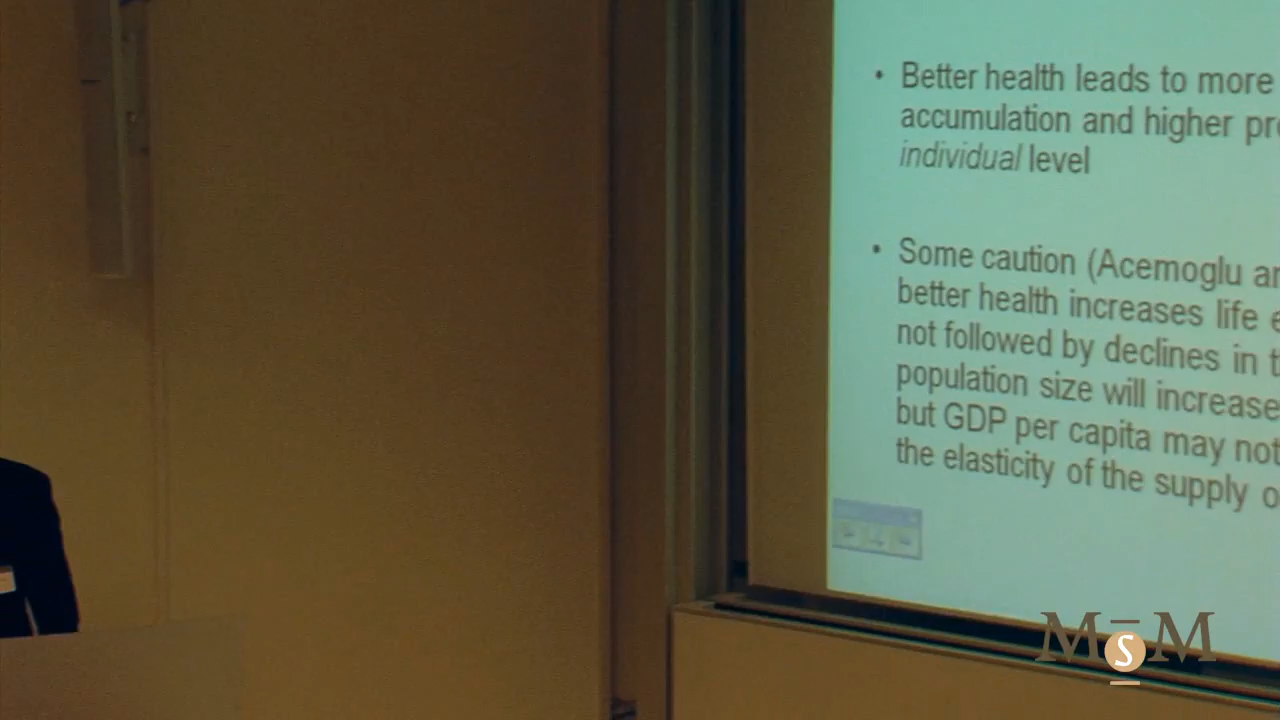 • Better health leads to more
accumulation and higher pr
individual level
• Some caution (Acemoglu ar
better health increases life e
not followed by declines in t
population size will increase
but GDP per capita may not
the elasticity of the supply o
MSM